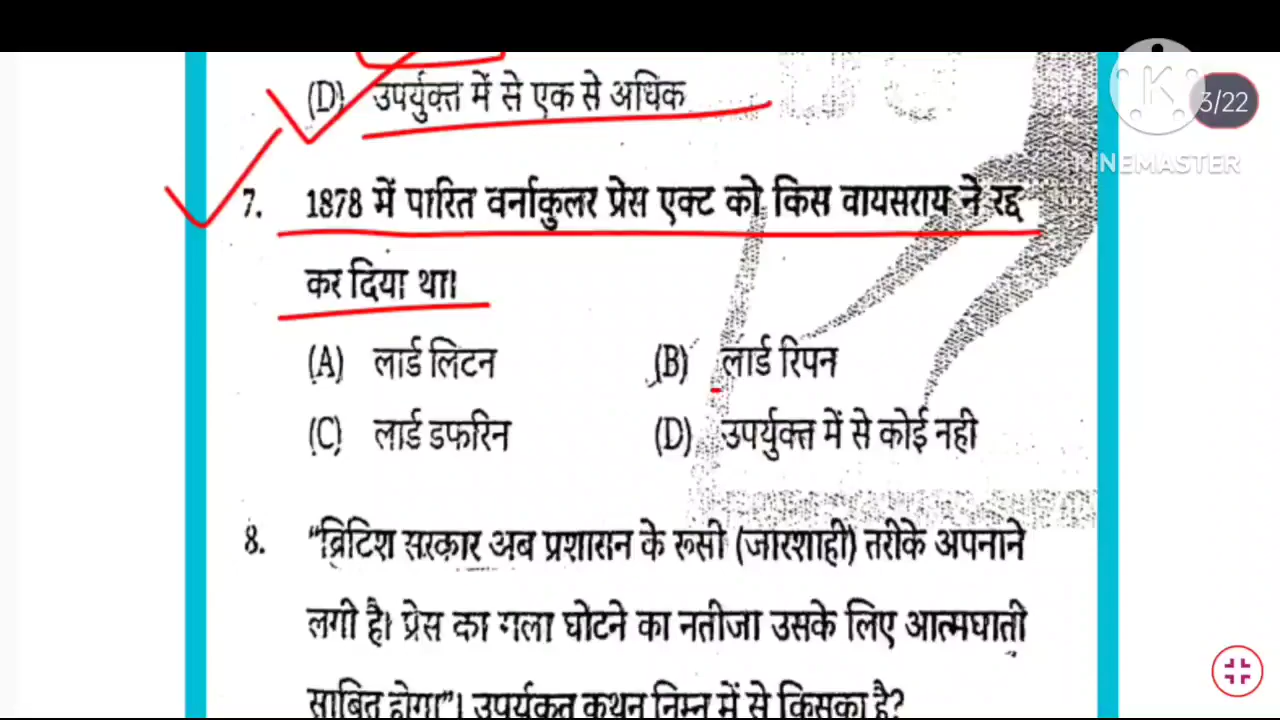 (D) उपर्युक्त में से एक से अधिक
3/22
KINEMASTER
7. 1878 में पारित वर्नाकुलर प्रेस एक्ट को किस वायसराय ने रद्द
कर दिया था।
(A) लार्ड लिटन (B) लार्ड रिपन
(C) लार्ड डफरिन (D) उपर्युक्त में से कोई नही
8. “ब्रिटिश सरकार अब प्रशारान के रूसी (जारशाही) तरीके अपनाने
लगी है। प्रेस का गला घोटने का नतीजा उसके लिए आत्मघाती
साबित होगा”। उपर्युक्त कथन निम्न में से किसका है?